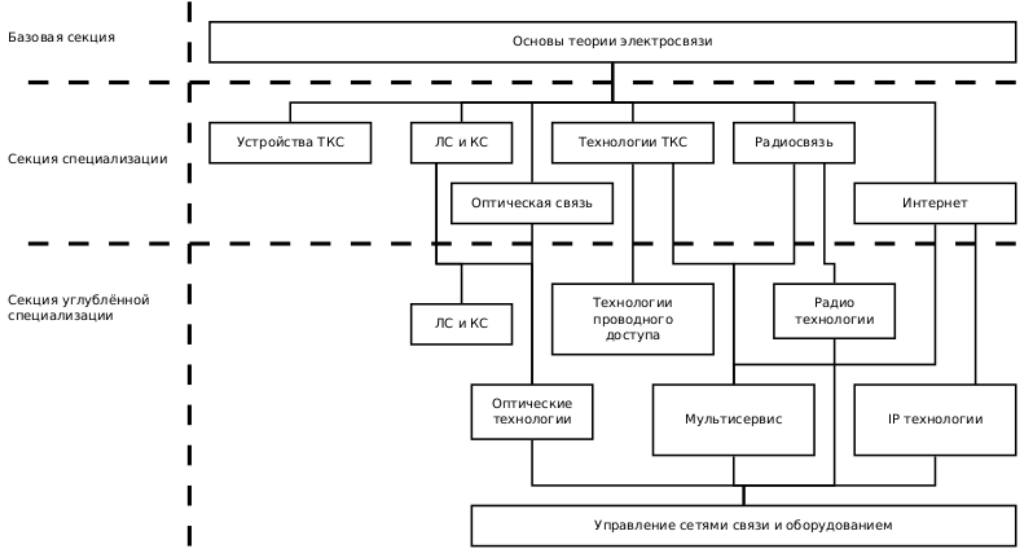 Базовая секция
Основы теории электросвязи
Секция специализации
Устройства ТКС
ЛС и КС
Технологии ТКС
Радиосвязь
Оптическая связь
Интернет
Секция углублённой
специализации
ЛС и КС
Технологии
проводного
доступа
Радио
технологии
Оптические
технологии
Мультисервис
IP технологии
Управление сетями связи и оборудованием